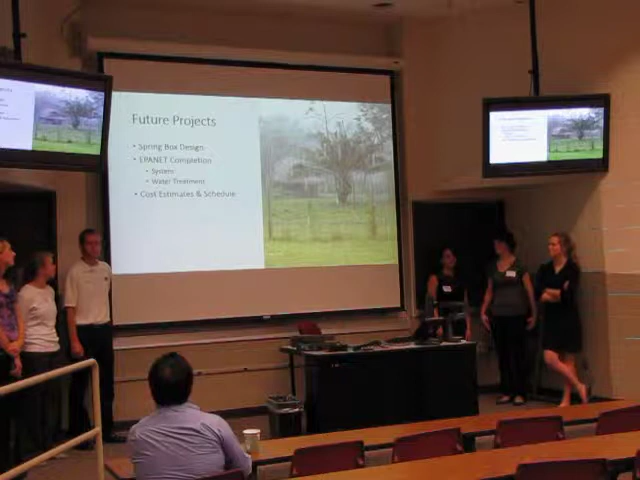 Future Projects
• Spring Box Design
• EPANET Completion
• System
• Water Treatment
• Cost Estimates & Schedule